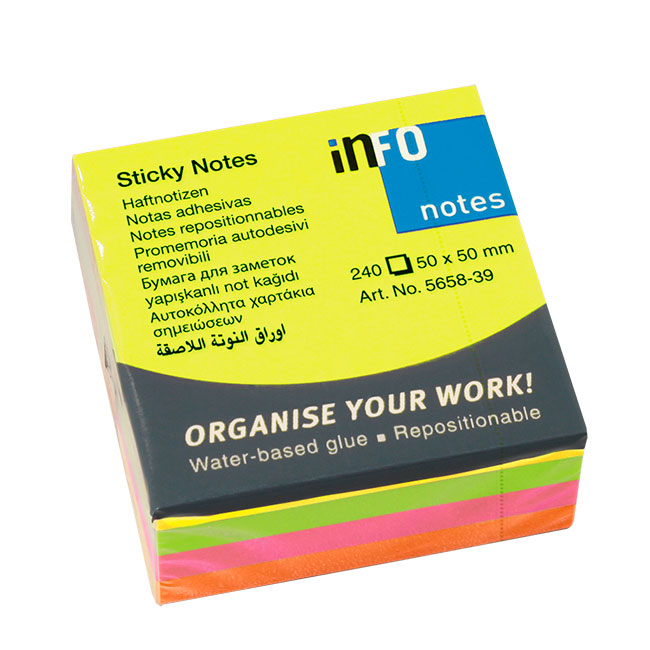 Sticky Notes
Haftnotizen
Notas adhesivas
Notes repositionnables
Promemoria autodesivi
removibili
Бумага для заметок
yapışkanlı not kağıdı
Αυτοκόλλητα χαρτάκια
σημειώσεων
اوراق النوتة اللاصقة
inFO
notes
240 50 x 50 mm
Art. No. 5658-39
ORGANISE YOUR WORK!
Water-based glue ■ Repositionable